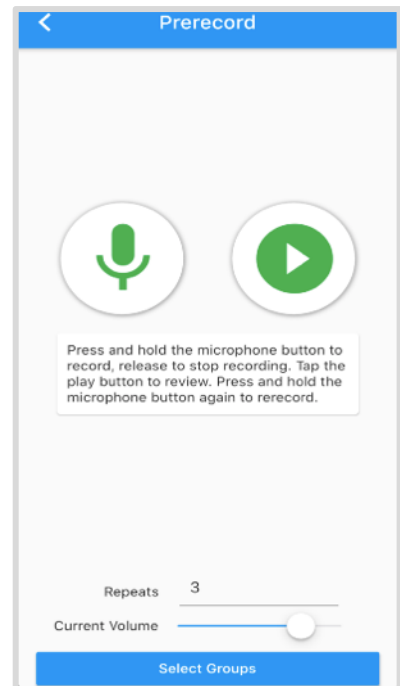 Prerecord
Press and hold the microphone button to
record, release to stop recording. Tap the
play button to review. Press and hold the
microphone button again to rerecord.
Repeats 3
Current Volume
Select Groups